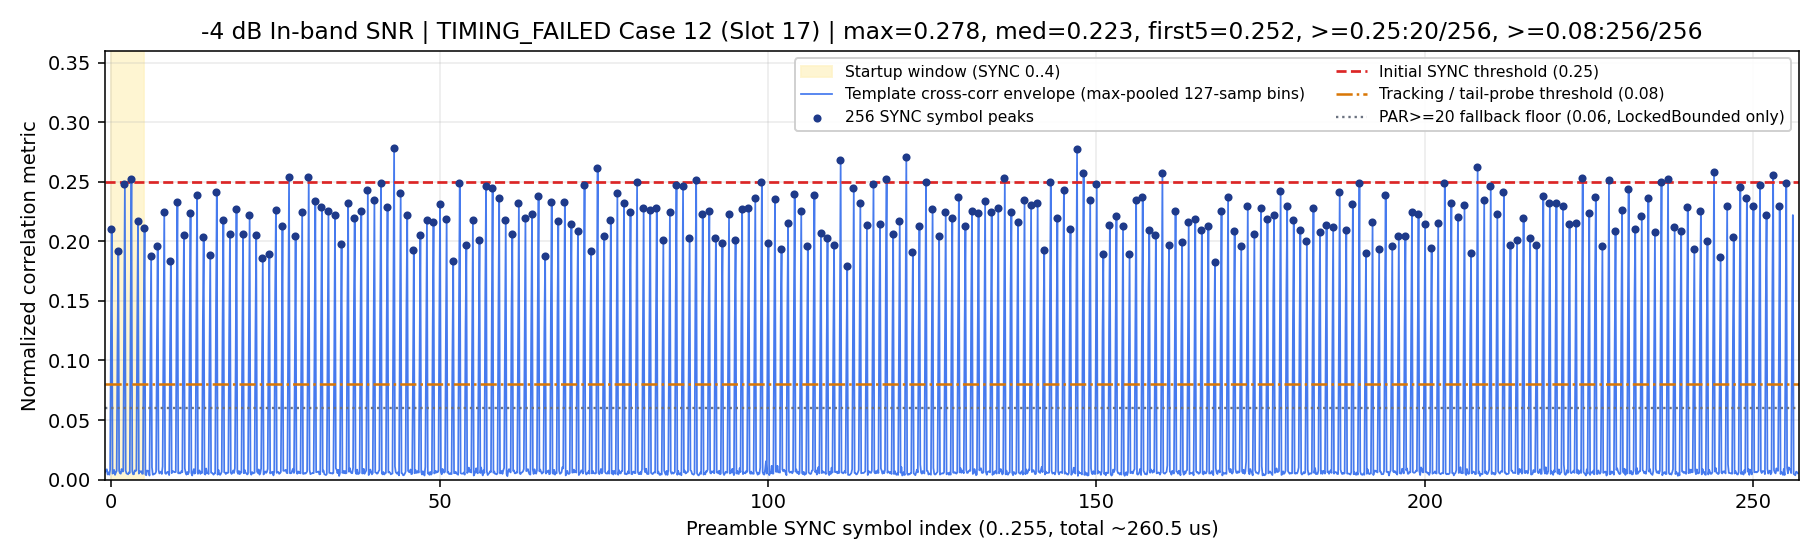 -4 dB In-band SNR | TIMING_FAILED Case 12 (Slot 17) | max=0.278, med=0.223, first5=0.252, >=0.25:20/256, >=0.08:256/256
Startup window (SYNC 0..4)
Template cross-corr envelope (max-pooled 127-samp bins)
256 SYNC symbol peaks
Initial SYNC threshold (0.25)
Tracking / tail-probe threshold (0.08)
PAR>=20 fallback floor (0.06, LockedBounded only)
Normalized correlation metric
0.35
0.30
0.25
0.20
0.15
0.10
0.05
0.00
0 50 100 150 200 250
Preamble SYNC symbol index (0..255, total ~260.5 us)